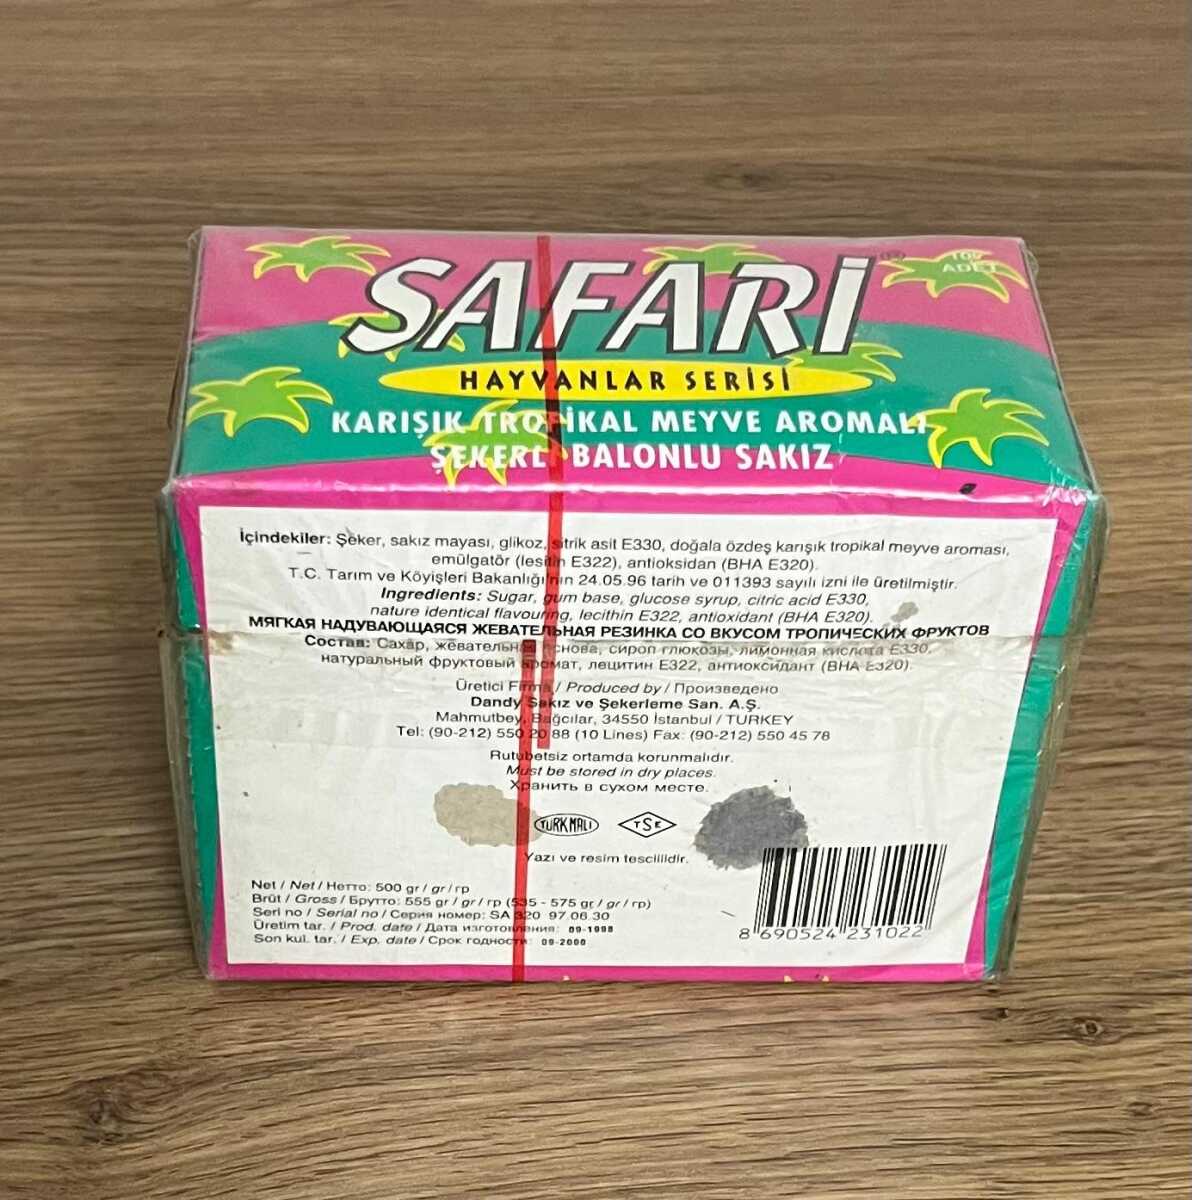 SAFARİ
100
ADET
HAYVANLAR SERİSİ
KARIŞIK TROPİKAL MEYVE AROMALI
ŞEKERLİ BALONLU SAKIZ
İçindekiler: Şeker, sakız mayası, glikoz, sitrik asit E330, doğala özdeş karışık tropikal meyve aroması,
emülgatör (lesitin E322), antioksidan (BHA E320).
T.C. Tarım ve Köyişleri Bakanlığı'nın 24.05.96 tarih ve 011393 sayılı izni ile üretilmiştir.
Ingredients: Sugar, gum base, glucose syrup, citric acid E330,
nature identical flavouring, lecithin E322, antioxidant (BHA E320).
МЯГКАЯ НАДУВАЮЩАЯСЯ ЖЕВАТЕЛЬНАЯ РЕЗИНКА СО ВКУСОМ ТРОПИЧЕСКИХ ФРУКТОВ
Состав: Сахар, жевательная основа, сироп глюкозы, лимонная кислота E330,
натуральный фруктовый аромат, лецитин E322, антиоксидант (BHA E320).
Üretici Firma / Produced by / Произведено
Dandy Sakız ve Şekerleme San. A.Ş.
Mahmutbey, Bağcılar, 34550 İstanbul / TURKEY
Tel: (90-212) 550 20 88 (10 Lines) Fax: (90-212) 550 45 78
Rutubetsiz ortamda korunmalıdır.
Must be stored in dry places.
Хранить в сухом месте.
TÜRK MALI TSE
Yazı ve resim tescillidir.
Net / Net / Нетто: 500 gr / gr / гр
Brüt / Gross / Брутто: 555 gr / gr / гр (535 - 575 gr / gr / гр)
Seri no / Serial no / Серия номер: SA 320 97.06.30
Üretim tar. / Prod. date / Дата изготовления: 09-1998
Son kul. tar. / Exp. date / Срок годности: 09-2000
8 690524 231022